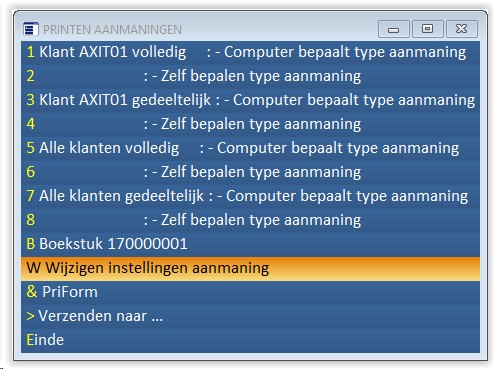 PRINTEN AANMANINGEN
1 Klant AXIT01 volledig : - Computer bepaalt type aanmaning
2 : - Zelf bepalen type aanmaning
3 Klant AXIT01 gedeeltelijk : - Computer bepaalt type aanmaning
4 : - Zelf bepalen type aanmaning
5 Alle klanten volledig : - Computer bepaalt type aanmaning
6 : - Zelf bepalen type aanmaning
7 Alle klanten gedeeltelijk : - Computer bepaalt type aanmaning
8 : - Zelf bepalen type aanmaning
B Boekstuk 170000001
W Wijzigen instellingen aanmaning
& PriForm
> Verzenden naar ...
Einde